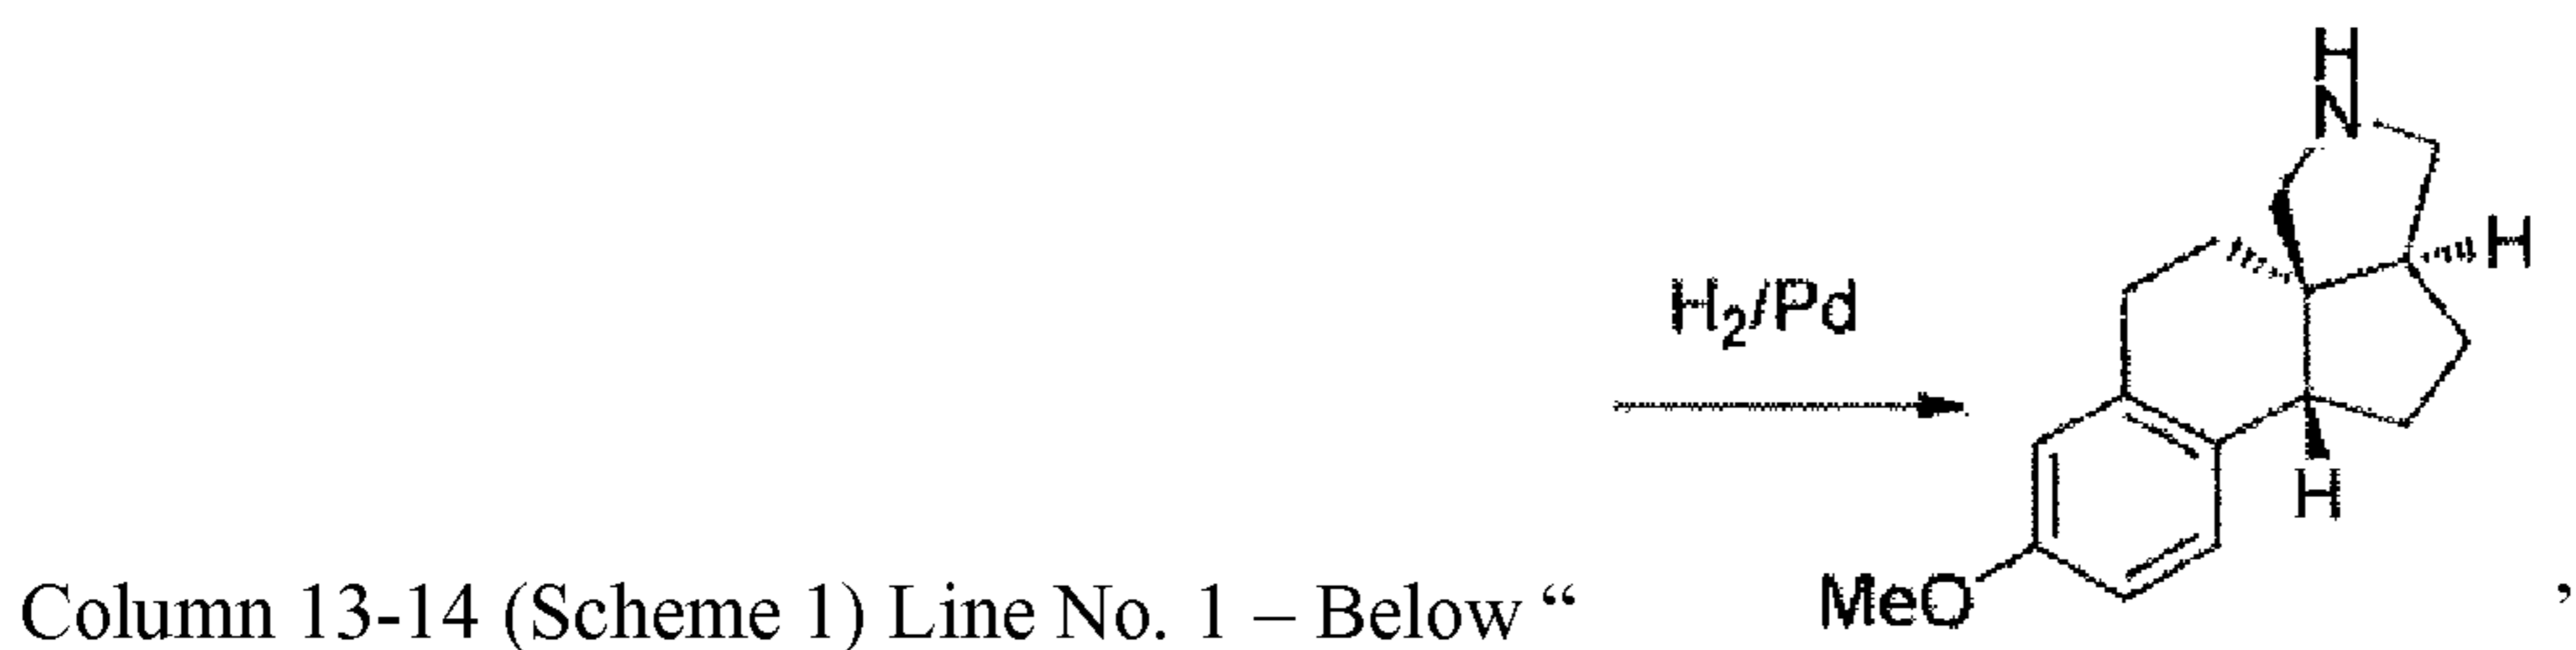 H
N
H
H₂/Pd
H
MeO
Column 13-14 (Scheme 1) Line No. 1 – Below “ ,